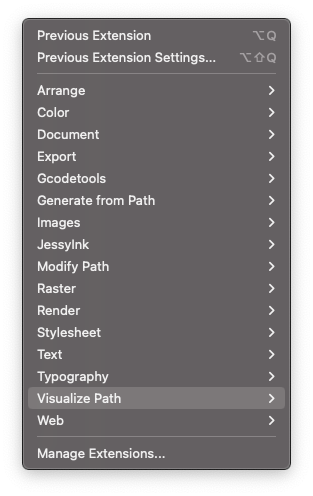 Previous Extension ⌥Q
Previous Extension Settings... ⌥⇧Q
Arrange
Color
Document
Export
Gcodetools
Generate from Path
Images
JessyInk
Modify Path
Raster
Render
Stylesheet
Text
Typography
Visualize Path
Web
Manage Extensions...